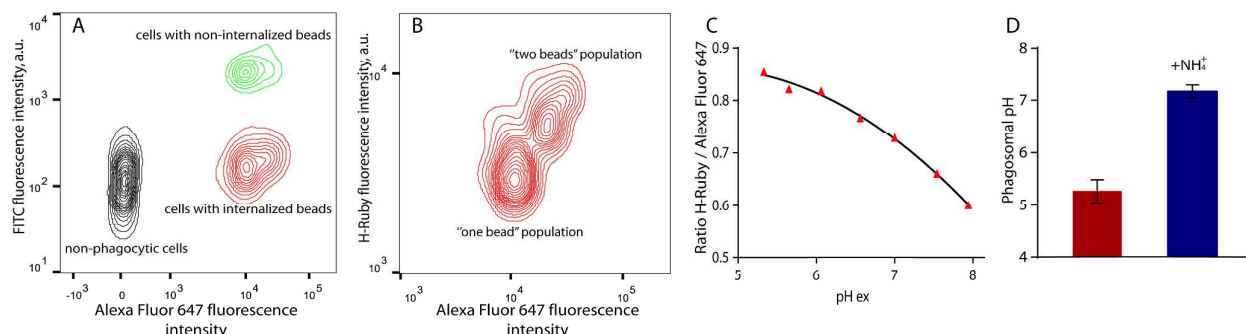 A
FITC fluorescence intensity, a.u.
10⁴
10³
10²
10¹
cells with non-internalized beads
cells with internalized beads
non-phagocytic cells
-10³
0
10³
10⁴
10⁵
Alexa Fluor 647 fluorescence
intensity
B
H-Ruby fluorescence intensity, a.u.
10⁴
10³
"two beads" population
"one bead" population
10³
10⁴
10⁵
Alexa Fluor 647 fluorescence
intensity
C
Ratio H-Ruby / Alexa Fluor 647
0.9
0.8
0.7
0.6
0.5
5
6
7
8
pH ex
D
Phagosomal pH
8
7
6
5
4
+NH₄⁺